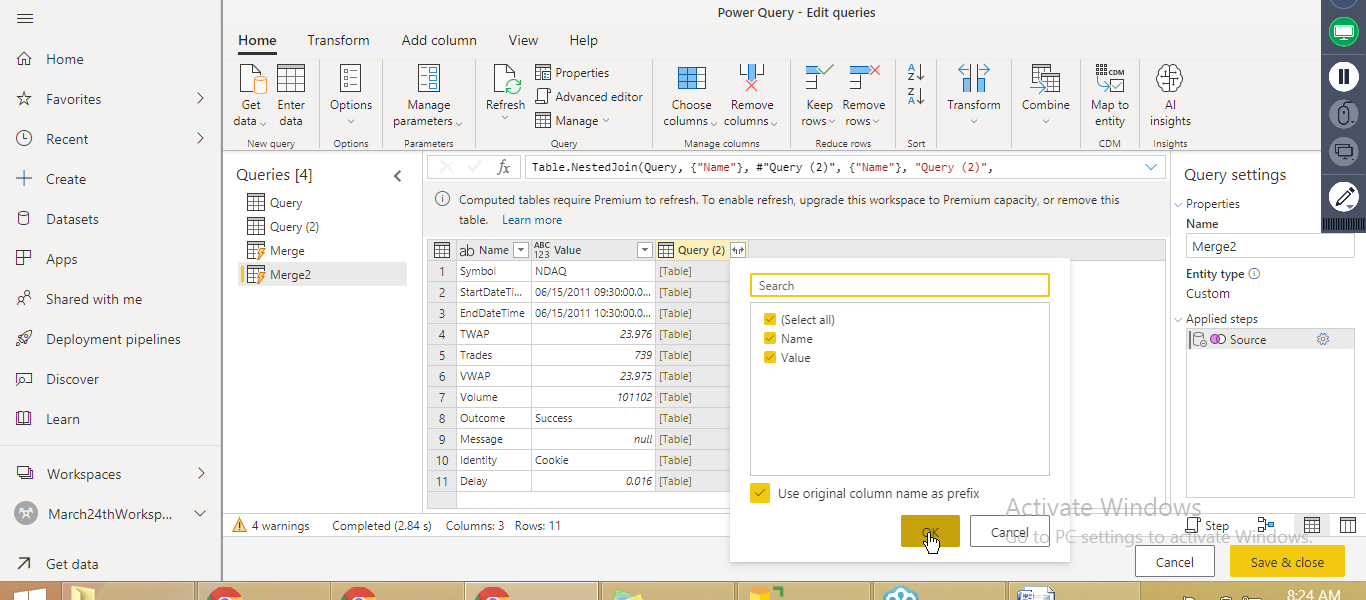 Power Query - Edit queries
Home
Favorites
Recent
Create
Datasets
Apps
Shared with me
Deployment pipelines
Discover
Learn
Workspaces
March24thWorksp...
Get data
Home Transform Add column View Help
Get data
Enter data
New query
Options
Options
Manage parameters
Parameters
Refresh
Properties
Advanced editor
Manage
Query
Choose columns
Remove columns
Manage columns
Keep rows
Remove rows
Reduce rows
Sort
Transform
Combine
CDM
Map to entity
CDM
AI insights
Insights
Queries [4]
Query
Query (2)
Merge
Merge2
fx Table.NestedJoin(Query, {"Name"}, #"Query (2)", {"Name"}, "Query (2)",
Computed tables require Premium to refresh. To enable refresh, upgrade this workspace to Premium capacity, or remove this
table. Learn more
ab Name ABC 123 Value Query (2)
1 Symbol NDAQ [Table]
2 StartDateTi... 06/15/2011 09:30:00.0... [Table]
3 EndDateTime 06/15/2011 10:30:00.0... [Table]
4 TWAP 23.976 [Table]
5 Trades 739 [Table]
6 VWAP 23.975 [Table]
7 Volume 101102 [Table]
8 Outcome Success [Table]
9 Message null [Table]
10 Identity Cookie [Table]
11 Delay 0.016 [Table]
Search
(Select all)
Name
Value
Use original column name as prefix
OK Cancel
Query settings
Properties
Name
Merge2
Entity type
Custom
Applied steps
Source
Activate Windows
Go to PC settings to activate Windows.
4 warnings Completed (2.84 s) Columns: 3 Rows: 11
Step
Cancel Save & close
8:24 AM